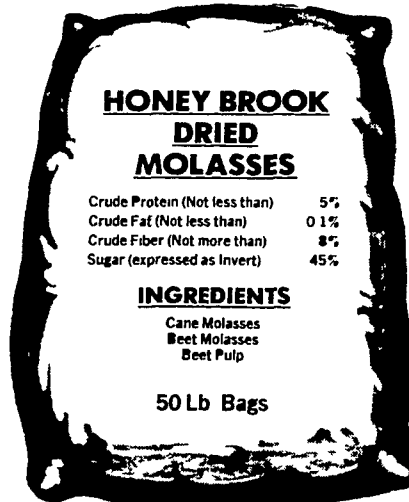 HONEY BROOK
DRIED
MOLASSES
Crude Protein (Not less than) 5%
Crude Fat (Not less than) 0 1%
Crude Fiber (Not more than) 8%
Sugar (expressed as Invert) 45%
INGREDIENTS
Cane Molasses
Beet Molasses
Beet Pulp
50 Lb Bags